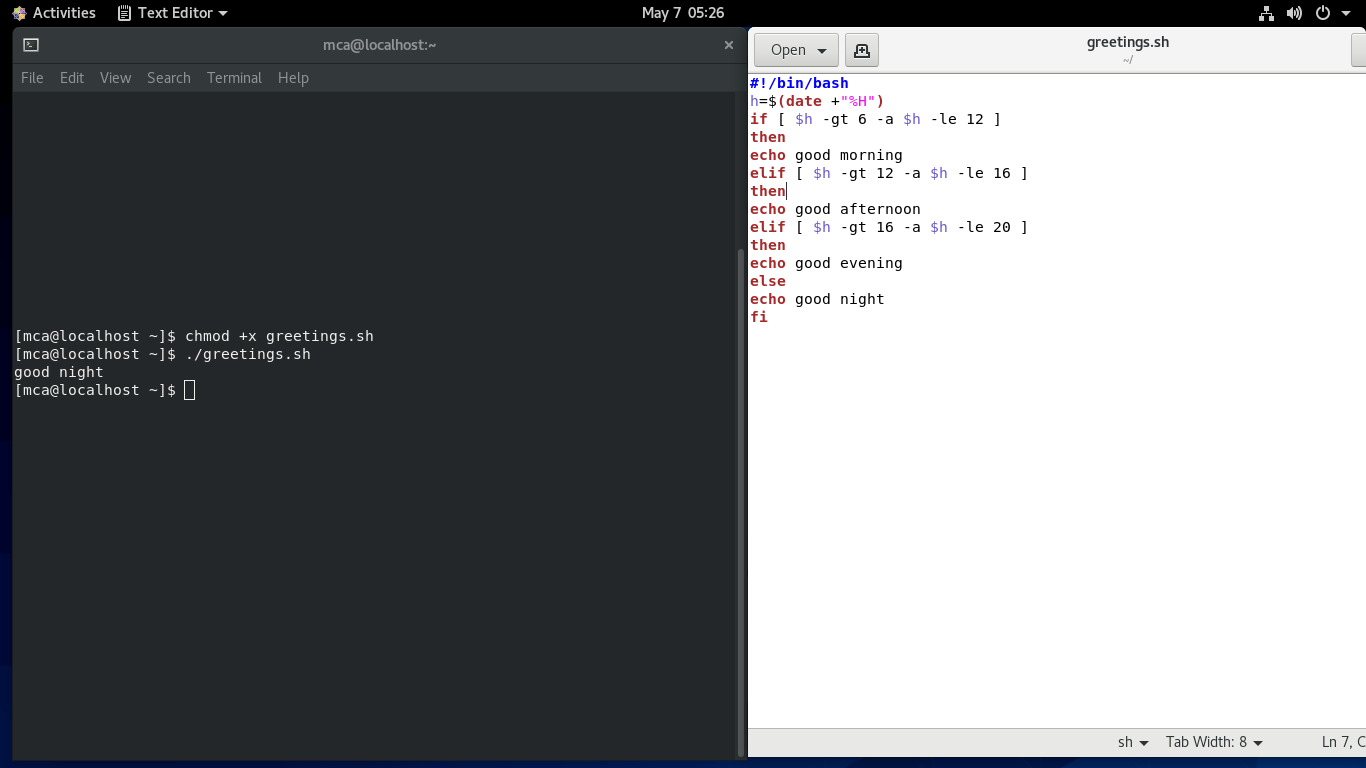 Activities Text Editor May 7 05:26
mca@localhost:~
File Edit View Search Terminal Help
[mca@localhost ~]$ chmod +x greetings.sh
[mca@localhost ~]$ ./greetings.sh
good night
[mca@localhost ~]$
Open greetings.sh
~/
#!/bin/bash
h=$(date +"%H")
if [ $h -gt 6 -a $h -le 12 ]
then
echo good morning
elif [ $h -gt 12 -a $h -le 16 ]
then
echo good afternoon
elif [ $h -gt 16 -a $h -le 20 ]
then
echo good evening
else
echo good night
fi
sh Tab Width: 8 Ln 7, C